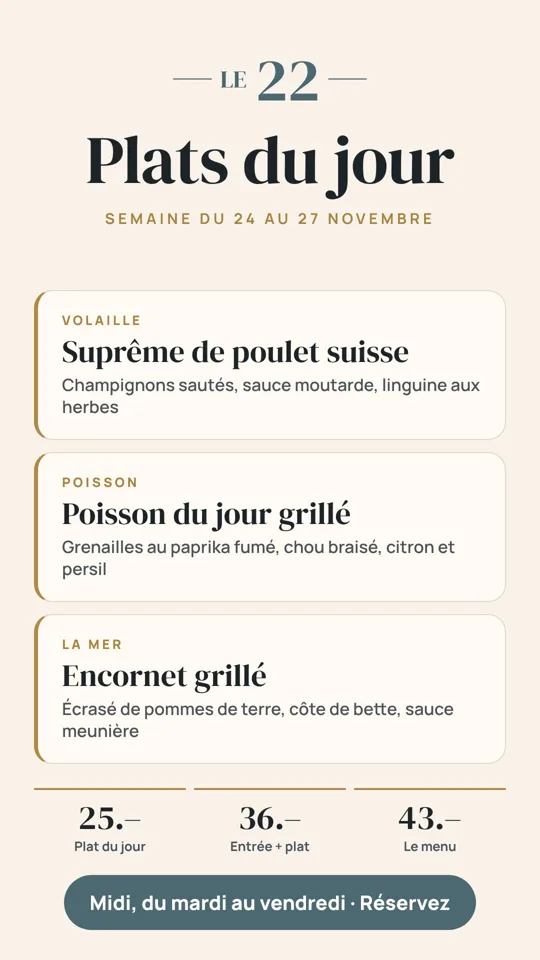 LE 22
Plats du jour
SEMAINE DU 24 AU 27 NOVEMBRE
VOLAILLE
Suprême de poulet suisse
Champignons sautés, sauce moutarde, linguine aux
herbes
POISSON
Poisson du jour grillé
Grenailles au paprika fumé, chou braisé, citron et
persil
LA MER
Encornet grillé
Écrasé de pommes de terre, côte de bette, sauce
meunière
25.– 36.– 43.–
Plat du jour Entrée + plat Le menu
Midi, du mardi au vendredi · Réservez